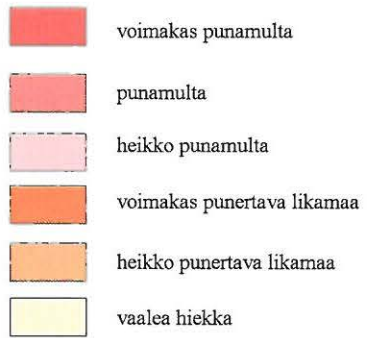 voimakas punamulta
punamulta
heikko punamulta
voimakas punertava likamaa
heikko punertava likamaa
vaalea hiekka